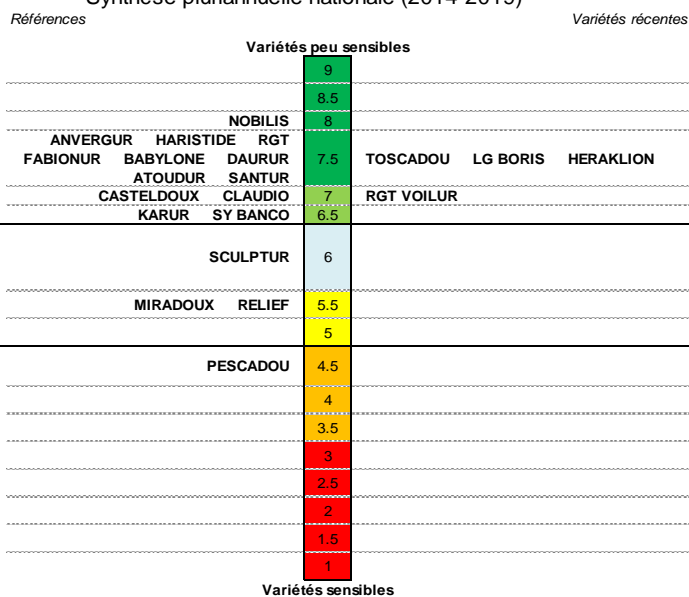 Synthèse pluriannuelle nationale (2014-2019)
Références Variétés récentes
Variétés peu sensibles
9
8.5
NOBILIS 8
ANVERGUR HARISTIDE RGT
FABIONUR BABYLONE DAURUR 7.5 TOSCADOU LG BORIS HERAKLION
ATOUDUR SANTUR
CASTELDOUX CLAUDIO 7 RGT VOILUR
KARUR SY BANCO 6.5
SCULPTUR 6
MIRADOUX RELIEF 5.5
5
PESCADOU 4.5
4
3.5
3
2.5
2
1.5
1
Variétés sensibles